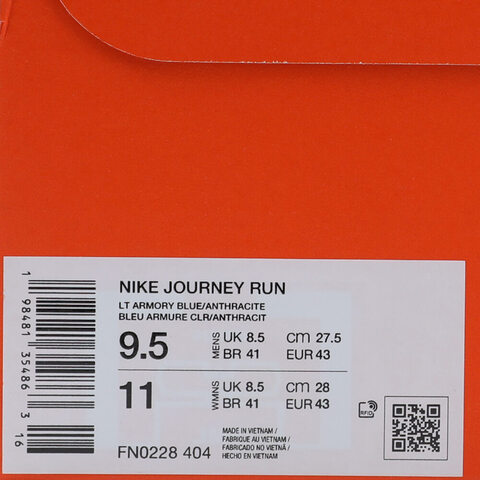 NIKE JOURNEY RUN
LT ARMORY BLUE/ANTHRACITE
BLEU ARMURE CLR/ANTHRACIT
9.5 MENS UK 8.5 CM 27.5
BR 41 EUR 43
11 WMNS UK 8.5 CM 28
BR 41 EUR 43
FN0228 404
MADE IN VIETNAM /
FABRIQUE AU VIETNAM /
FABRICADO NO VIETNÃ /
HECHO EN VIETNAM
RFID
1 98481 35486 3 16